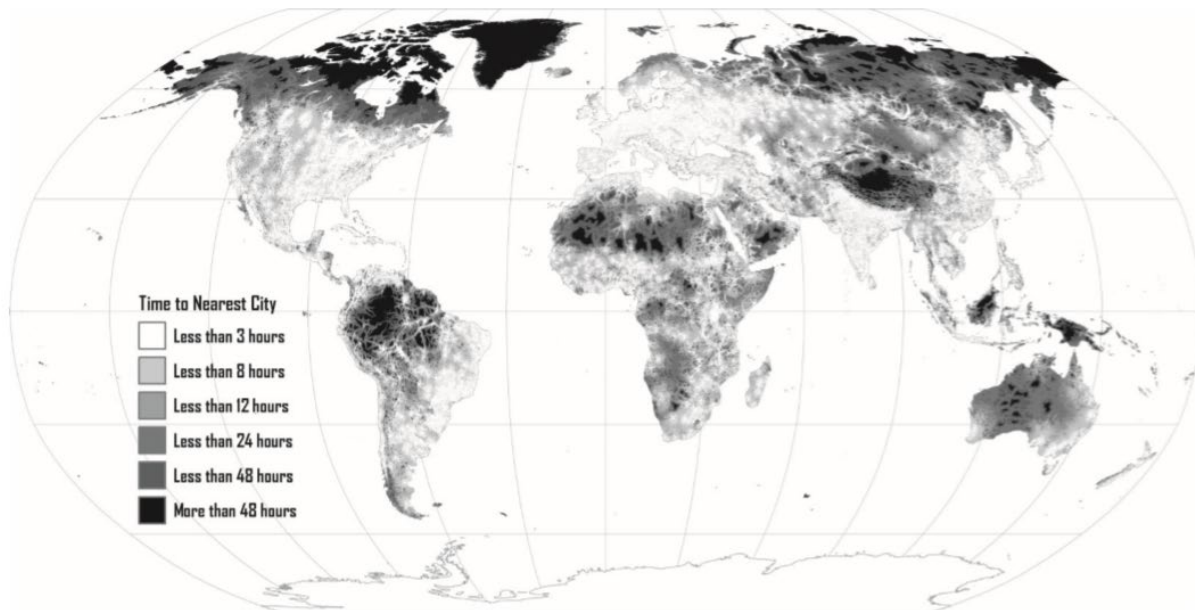 Time to Nearest City
Less than 3 hours
Less than 8 hours
Less than 12 hours
Less than 24 hours
Less than 48 hours
More than 48 hours